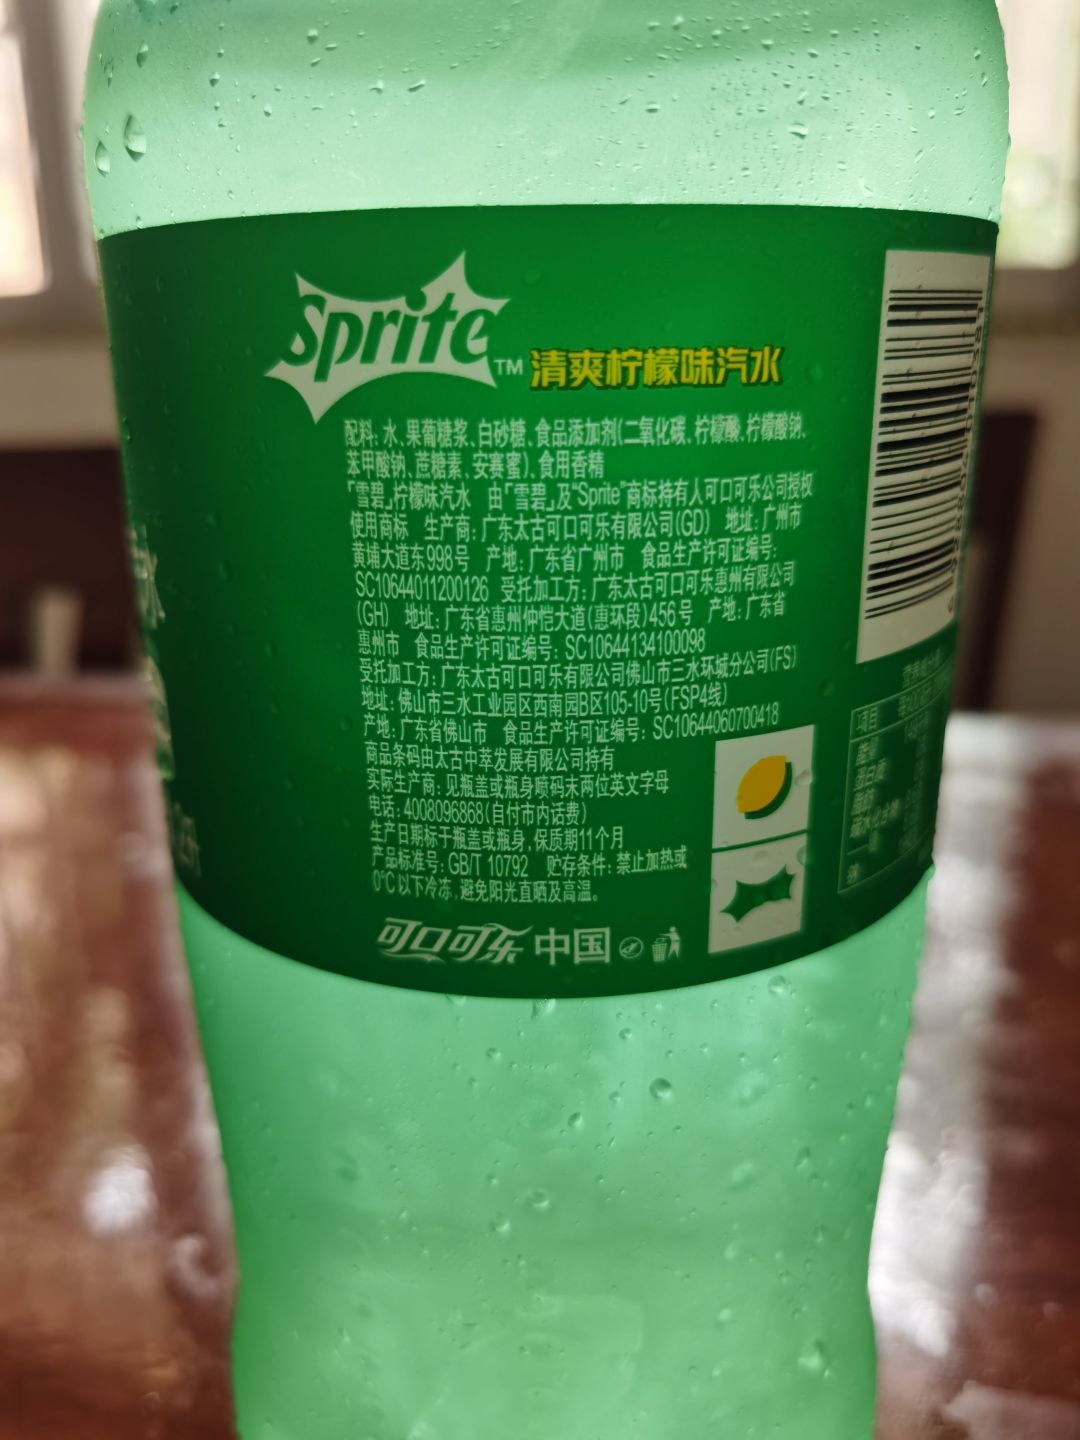 Sprite™ 清爽柠檬味汽水
配料: 水、果葡糖浆、白砂糖、食品添加剂(二氧化碳、柠檬酸、柠檬酸钠、
苯甲酸钠、蔗糖素、安赛蜜)、食用香精
「雪碧」柠檬味汽水 由「雪碧」及“Sprite”商标持有人可口可乐公司授权
使用商标 生产商: 广东太古可口可乐有限公司(GD) 地址: 广州市
黄埔大道东998号 产地: 广东省广州市 食品生产许可证编号:
SC10644011200126 受托加工方: 广东太古可口可乐惠州有限公司
(GH) 地址: 广东省惠州仲恺大道(惠环段)456号 产地: 广东省
惠州市 食品生产许可证编号: SC10644134100098
受托加工方: 广东太古可口可乐有限公司佛山市三水环城分公司(FS)
地址: 佛山市三水工业园区西南园B区105-10号(FSP4线)
产地: 广东省佛山市 食品生产许可证编号: SC10644060700418
商品条码由太古中萃发展有限公司持有
实际生产商: 见瓶盖或瓶身喷码末两位英文字母
电话: 4008096868(自付市内话费)
生产日期标于瓶盖或瓶身, 保质期11个月
产品标准号: GB/T 10792 贮存条件: 禁止加热或
0°C以下冷冻, 避免阳光直晒及高温。
可口可乐 中国
项目
蛋白质
脂肪
碳水化合物
钠